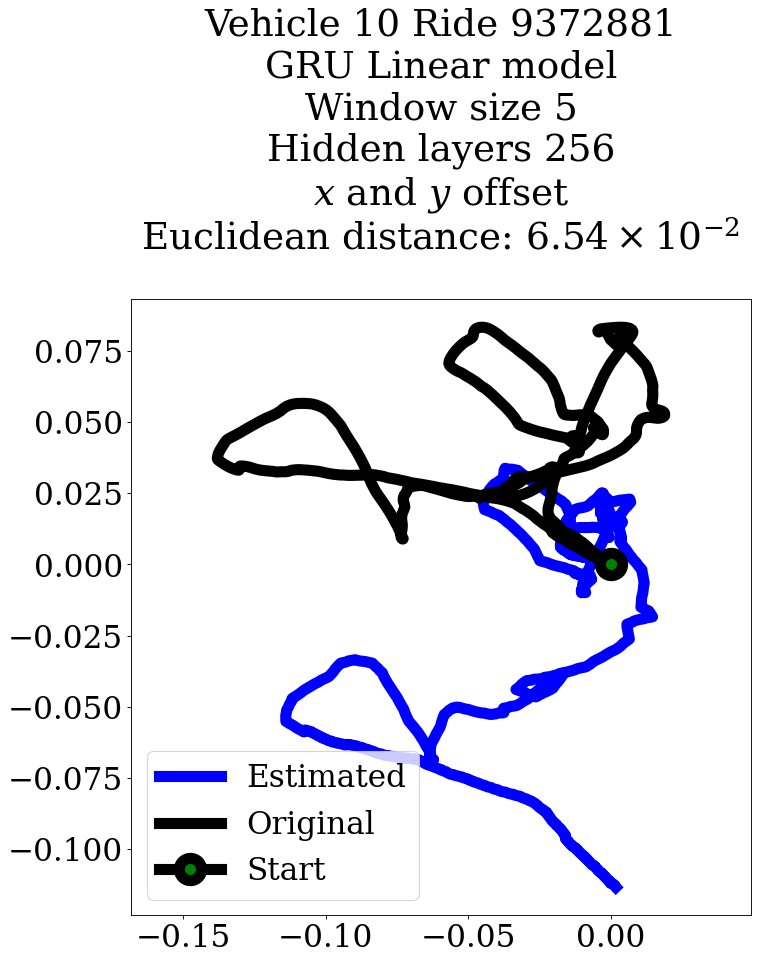 Vehicle 10 Ride 9372881
GRU Linear model
Window size 5
Hidden layers 256
x and y offset
Euclidean distance: 6.54 × 10⁻²
0.075
0.050
0.025
0.000
−0.025
−0.050
−0.075
−0.100
Estimated
Original
Start
−0.15 −0.10 −0.05 0.00